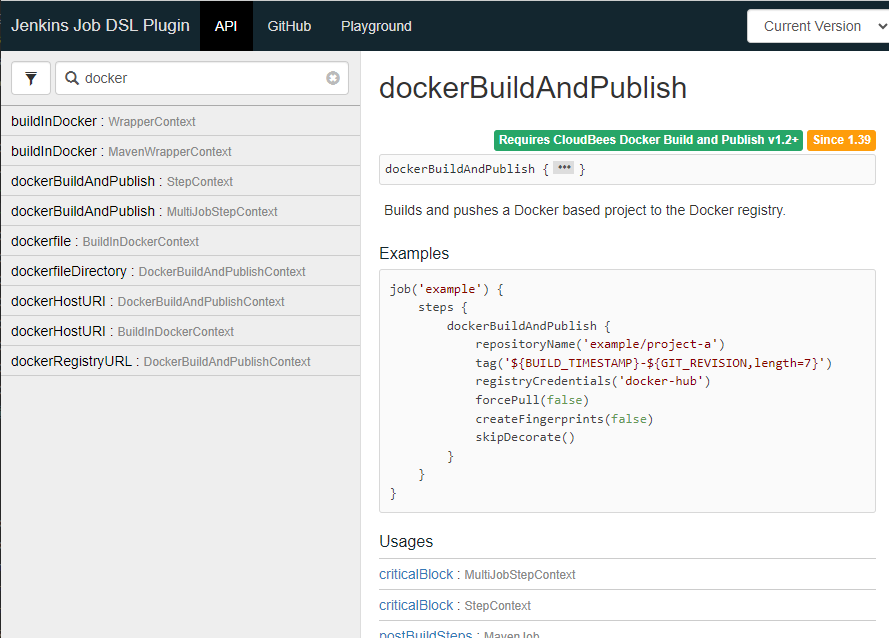 Jenkins Job DSL Plugin API GitHub Playground Current Version
docker
buildInDocker : WrapperContext
buildInDocker : MavenWrapperContext
dockerBuildAndPublish : StepContext
dockerBuildAndPublish : MultiJobStepContext
dockerfile : BuildInDockerContext
dockerfileDirectory : DockerBuildAndPublishContext
dockerHostURI : DockerBuildAndPublishContext
dockerHostURI : BuildInDockerContext
dockerRegistryURL : DockerBuildAndPublishContext
dockerBuildAndPublish
Requires CloudBees Docker Build and Publish v1.2+ Since 1.39
dockerBuildAndPublish { ••• }
Builds and pushes a Docker based project to the Docker registry.
Examples
job('example') {
steps {
dockerBuildAndPublish {
repositoryName('example/project-a')
tag('${BUILD_TIMESTAMP}-${GIT_REVISION,length=7}')
registryCredentials('docker-hub')
forcePull(false)
createFingerprints(false)
skipDecorate()
}
}
}
Usages
criticalBlock : MultiJobStepContext
criticalBlock : StepContext
postBuildSteps : MavenJob